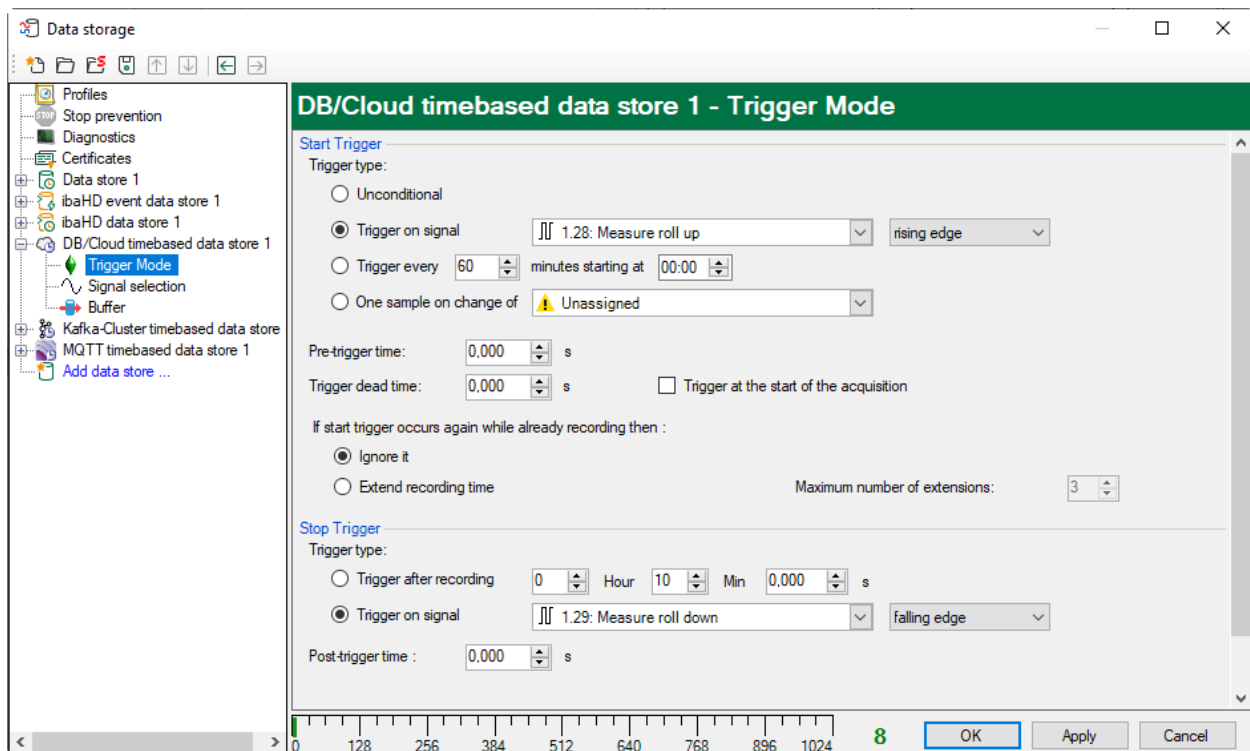 Data storage
Profiles
STOP Stop prevention
Diagnostics
Certificates
Data store 1
ibaHD event data store 1
ibaHD data store 1
DB/Cloud timebased data store 1
Trigger Mode
Signal selection
Buffer
Kafka-Cluster timebased data store
MQTT timebased data store 1
Add data store ...
DB/Cloud timebased data store 1 - Trigger Mode
Start Trigger
Trigger type:
Unconditional
Trigger on signal 1.28: Measure roll up rising edge
Trigger every 60 minutes starting at 00:00
One sample on change of Unassigned
Pre-trigger time: 0,000 s
Trigger dead time: 0,000 s Trigger at the start of the acquisition
If start trigger occurs again while already recording then :
Ignore it
Extend recording time Maximum number of extensions: 3
Stop Trigger
Trigger type:
Trigger after recording 0 Hour 10 Min 0,000 s
Trigger on signal 1.29: Measure roll down falling edge
Post-trigger time : 0,000 s
0 128 256 384 512 640 768 896 1024 8 OK Apply Cancel